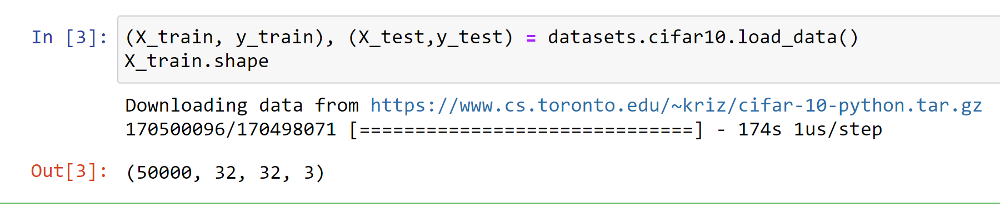 In [3]: (X_train, y_train), (X_test,y_test) = datasets.cifar10.load_data()
X_train.shape
Downloading data from https://www.cs.toronto.edu/~kriz/cifar-10-python.tar.gz
170500096/170498071 [==============================] - 174s 1us/step
Out[3]: (50000, 32, 32, 3)